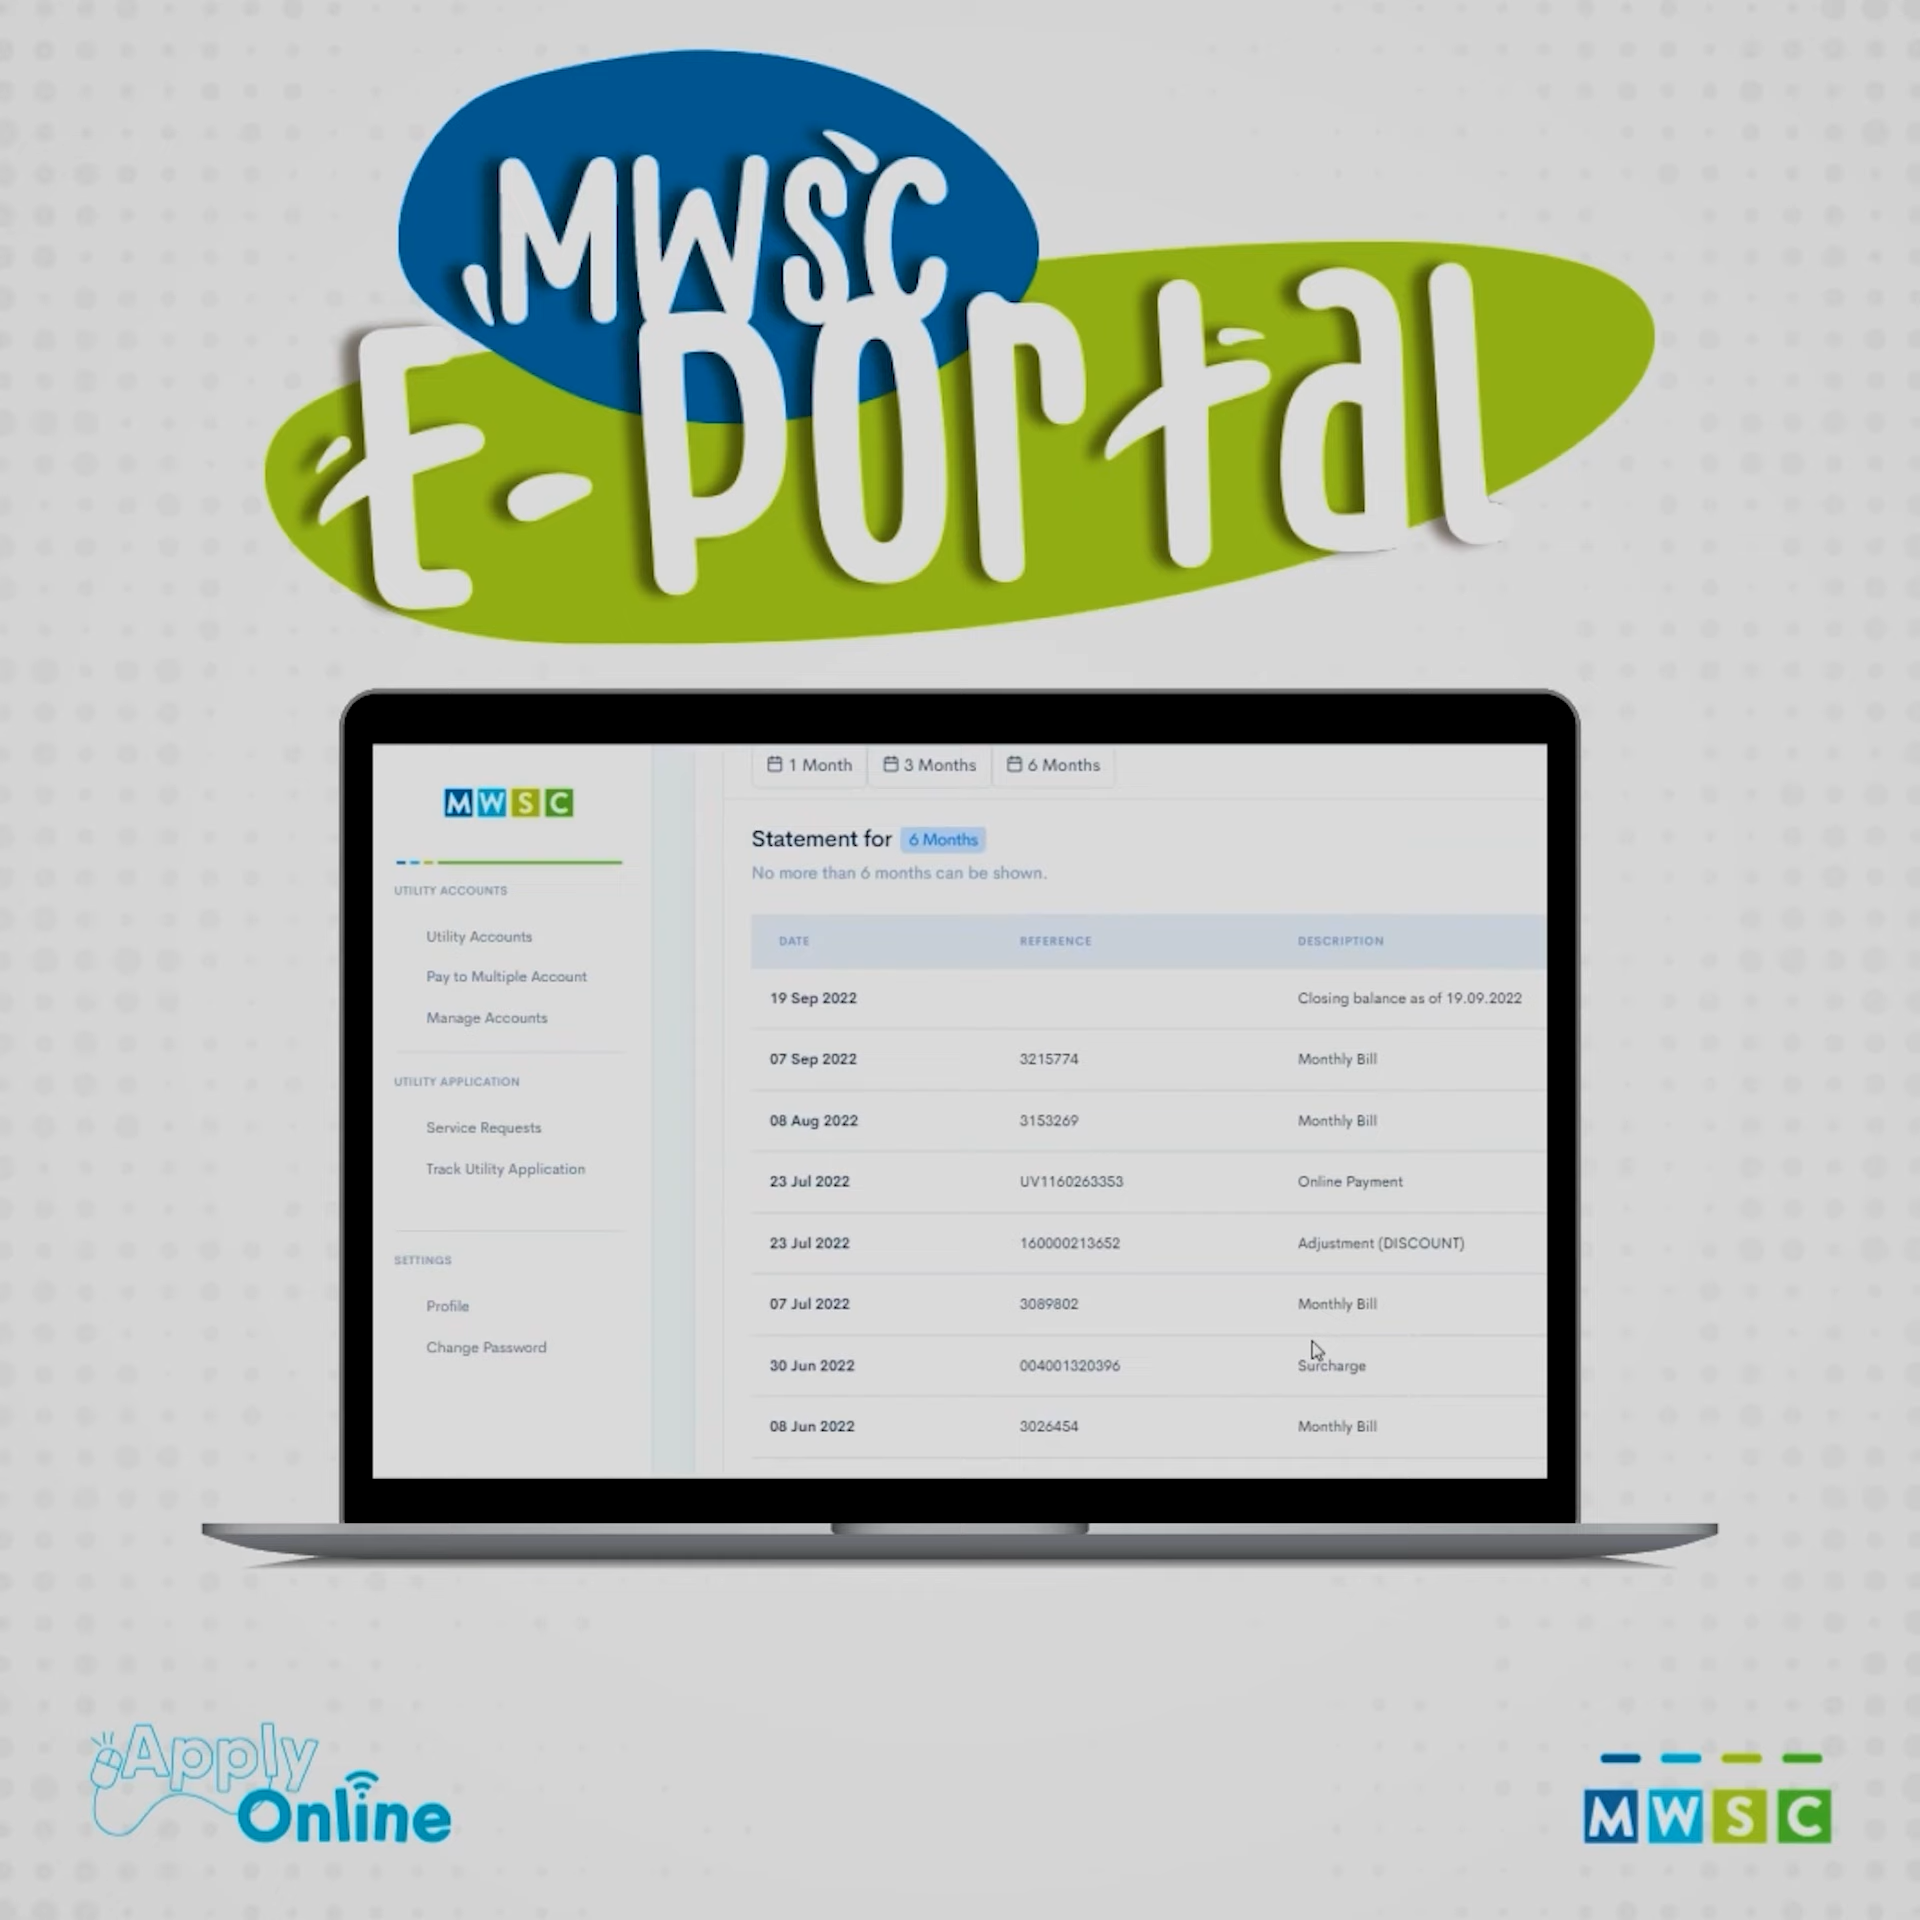 MWSC
E-Portal
1 Month 3 Months 6 Months
MWSC
Statement for 6 Months
No more than 6 months can be shown.
UTILITY ACCOUNTS
Utility Accounts
Pay to Multiple Account
Manage Accounts
UTILITY APPLICATION
Service Requests
Track Utility Application
SETTINGS
Profile
Change Password
DATE REFERENCE DESCRIPTION
19 Sep 2022 Closing balance as of 19.09.2022
07 Sep 2022 3215774 Monthly Bill
08 Aug 2022 3153269 Monthly Bill
23 Jul 2022 UV1160263353 Online Payment
23 Jul 2022 160000213652 Adjustment (DISCOUNT)
07 Jul 2022 3089802 Monthly Bill
30 Jun 2022 004001320396 Surcharge
08 Jun 2022 3026454 Monthly Bill
Apply
Online
MWSC